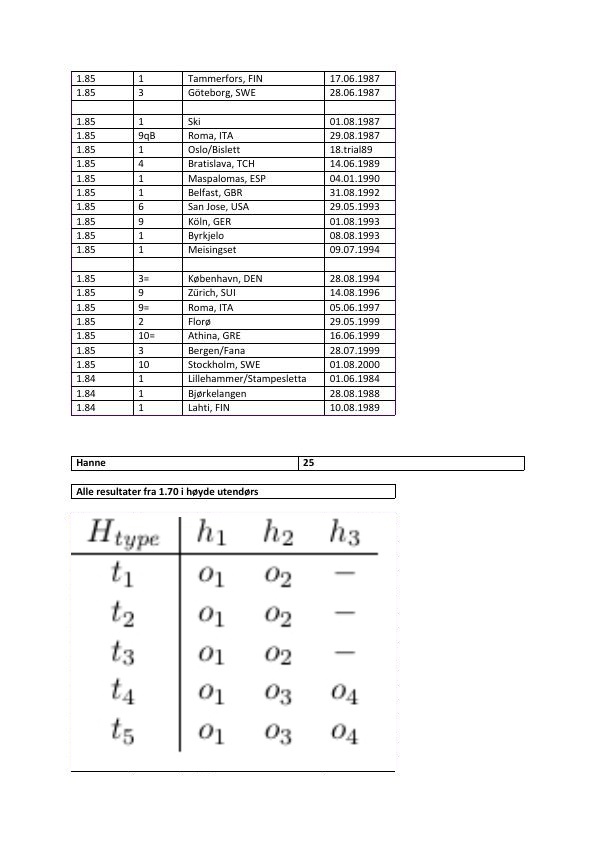 1.85 1 Tammerfors, FIN 17.06.1987
1.85 3 Göteborg, SWE 28.06.1987
1.85 1 Ski 01.08.1987
1.85 9qB Roma, ITA 29.08.1987
1.85 1 Oslo/Bislett 18.trial89
1.85 4 Bratislava, TCH 14.06.1989
1.85 1 Maspalomas, ESP 04.01.1990
1.85 1 Belfast, GBR 31.08.1992
1.85 6 San Jose, USA 29.05.1993
1.85 9 Köln, GER 01.08.1993
1.85 1 Byrkjelo 08.08.1993
1.85 1 Meisingset 09.07.1994
1.85 3= København, DEN 28.08.1994
1.85 9 Zürich, SUI 14.08.1996
1.85 9= Roma, ITA 05.06.1997
1.85 2 Florø 29.05.1999
1.85 10= Athina, GRE 16.06.1999
1.85 3 Bergen/Fana 28.07.1999
1.85 10 Stockholm, SWE 01.08.2000
1.84 1 Lillehammer/Stampesletta 01.06.1984
1.84 1 Bjørkelangen 28.08.1988
1.84 1 Lahti, FIN 10.08.1989
Hanne 25
Alle resultater fra 1.70 i høyde utendørs
H_type h_1 h_2 h_3
t_1 o_1 o_2 −
t_2 o_1 o_2 −
t_3 o_1 o_2 −
t_4 o_1 o_3 o_4
t_5 o_1 o_3 o_4